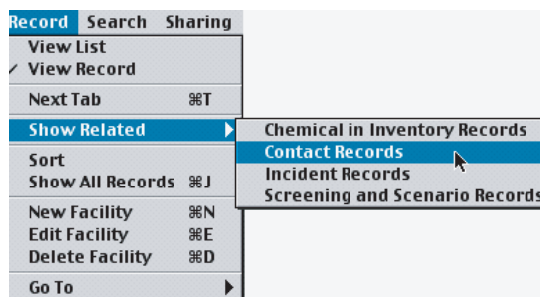 Record Search Sharing
View List
✓ View Record
Next Tab ⌘T
Show Related ▶
Chemical in Inventory Records
Contact Records
Incident Records
Screening and Scenario Records
Sort
Show All Records ⌘J
New Facility ⌘N
Edit Facility ⌘E
Delete Facility ⌘D
Go To ▶